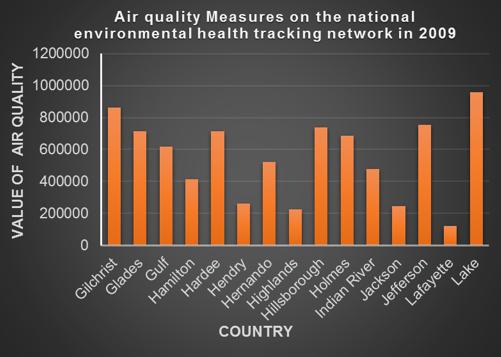 Air quality Measures on the national
environmental health tracking network in 2009
VALUE OF AIR QUALITY
1200000
1000000
800000
600000
400000
200000
0
Gilchrist
Glades
Gulf
Hamilton
Hardee
Hendry
Hernando
Highlands
Hillsborough
Holmes
Indian River
Jackson
Jefferson
Lafayette
Lake
COUNTRY